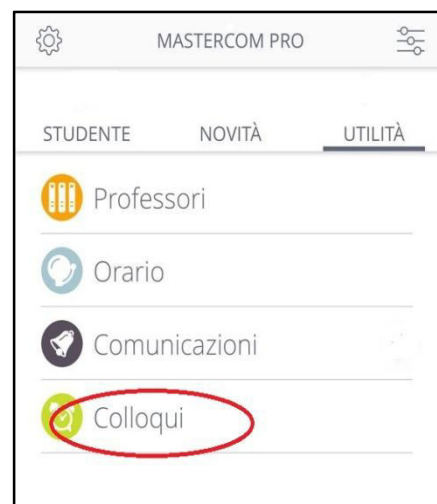 MASTERCOM PRO
STUDENTE NOVITÀ UTILITÀ
Professori
Orario
Comunicazioni
Colloqui